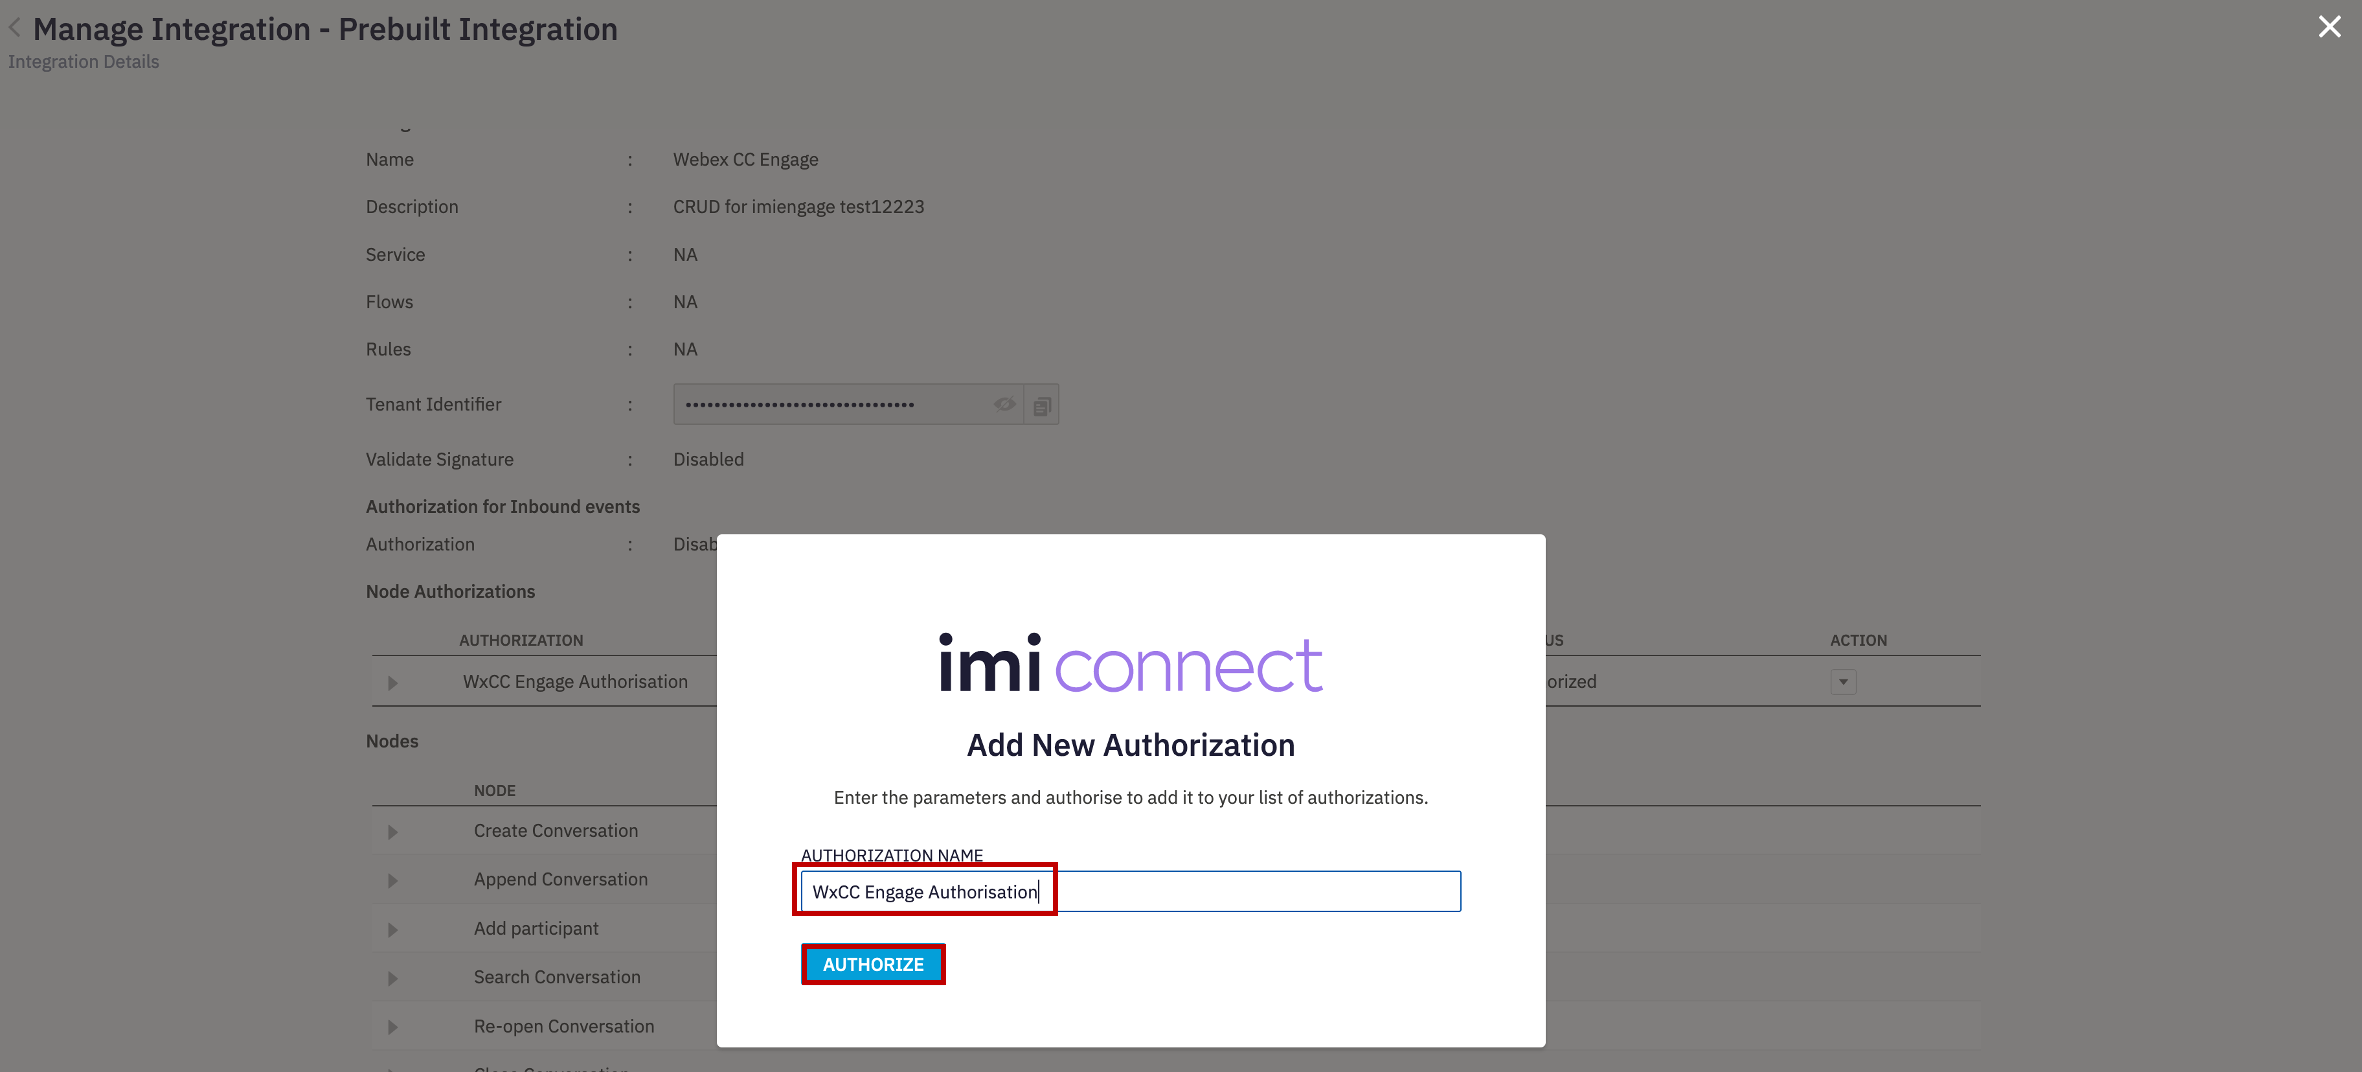 Manage Integration - Prebuilt Integration
Integration Details
Name : Webex CC Engage
Description : CRUD for imiengage test12223
Service : NA
Flows : NA
Rules : NA
Tenant Identifier :
Validate Signature : Disabled
Authorization for Inbound events
Authorization : Disab
Node Authorizations
AUTHORIZATION US ACTION
WxCC Engage Authorisation orized
Nodes
NODE
Create Conversation
Append Conversation
Add participant
Search Conversation
Re-open Conversation
imiconnect
Add New Authorization
Enter the parameters and authorise to add it to your list of authorizations.
AUTHORIZATION NAME
WxCC Engage Authorisation
AUTHORIZE